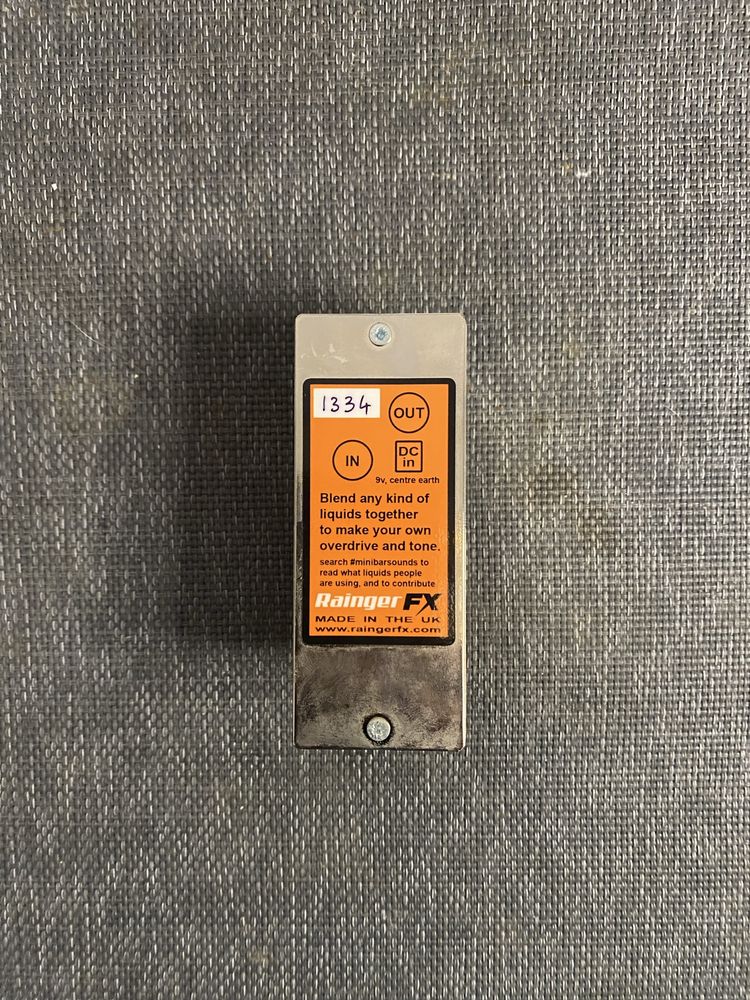 1334
OUT
IN
DC
in
9v, centre earth
Blend any kind of
liquids together
to make your own
overdrive and tone.
search #minibarsounds to
read what liquids people
are using, and to contribute
Rainger FX
MADE IN THE UK
www.raingerfx.com